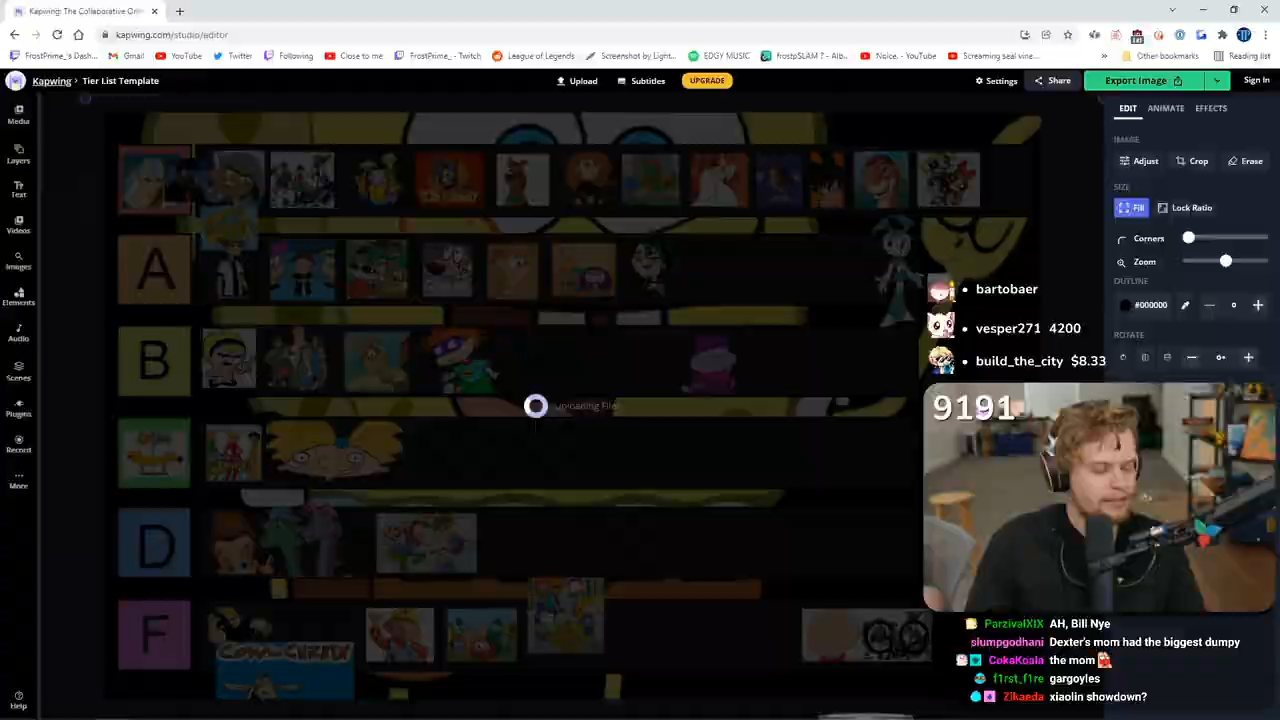 Kapwing: The Collaborative Onl
kapwing.com/studio/editor
FrostPrime_'s Dash... Gmail YouTube Twitter Following Close to me FrostPrime_ - Twitch League of Legends Screenshot by Light... EDGY MUSIC frostpSLAM ? - Alb... Noice. - YouTube Screaming seal vine... » Other bookmarks Reading list
Kapwing › Tier List Template Upload Subtitles UPGRADE Settings Share Export Image Sign In
Media
Layers
Text
Videos
Images
Elements
Audio
Scenes
Plugins
Record
More
Help
EDIT ANIMATE EFFECTS
IMAGE
Adjust Crop Erase
SIZE
Fill Lock Ratio
Corners
Zoom
OUTLINE
#000000 0
ROTATE
A
B
D
F
Uploading File
• bartobaer
• vesper271 4200
• build_the_city $8.33
9191
ParzivalXIX AH, Bill Nye
slumpgodhani Dexter's mom had the biggest dumpy
CokaKoala the mom
f1rst_f1re gargoyles
Zikaeda xiaolin showdown?